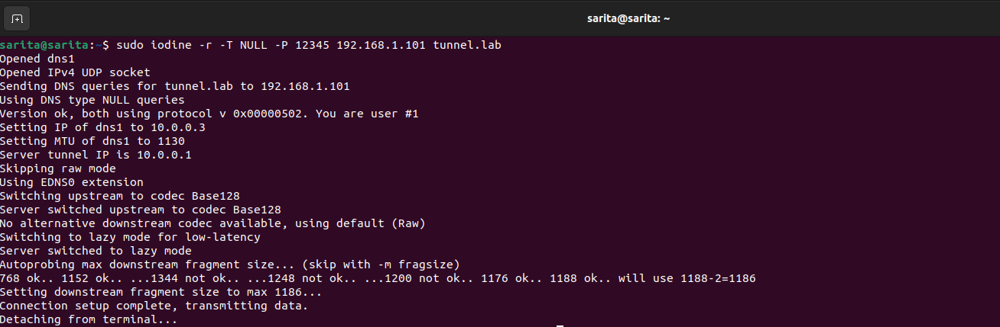 sarita@sarita: ~
sarita@sarita:~$ sudo iodine -r -T NULL -P 12345 192.168.1.101 tunnel.lab
Opened dns1
Opened IPv4 UDP socket
Sending DNS queries for tunnel.lab to 192.168.1.101
Using DNS type NULL queries
Version ok, both using protocol v 0x00000502. You are user #1
Setting IP of dns1 to 10.0.0.3
Setting MTU of dns1 to 1130
Server tunnel IP is 10.0.0.1
Skipping raw mode
Using EDNS0 extension
Switching upstream to codec Base128
Server switched upstream to codec Base128
No alternative downstream codec available, using default (Raw)
Switching to lazy mode for low-latency
Server switched to lazy mode
Autoprobing max downstream fragment size... (skip with -m fragsize)
768 ok.. 1152 ok.. ...1344 not ok.. ...1248 not ok.. ...1200 not ok.. 1176 ok.. 1188 ok.. will use 1188-2=1186
Setting downstream fragment size to max 1186...
Connection setup complete, transmitting data.
Detaching from terminal...